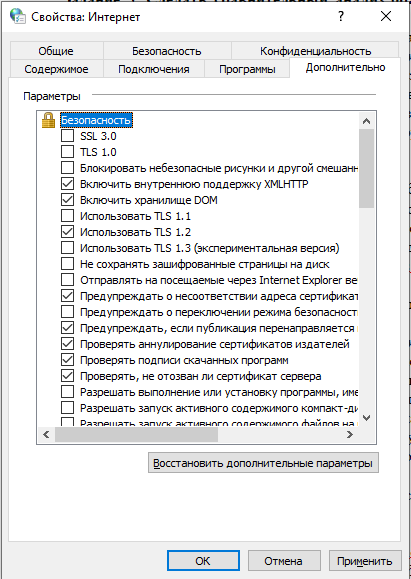 Свойства: Интернет
?
Общие
Безопасность
Конфиденциальность
Содержимое
Подключения
Программы
Дополнительно
Параметры
Безопасность
SSL 3.0
TLS 1.0
Блокировать небезопасные рисунки и другой смешанн
Включить внутреннюю поддержку XMLHTTP
Включить хранилище DOM
Использовать TLS 1.1
Использовать TLS 1.2
Использовать TLS 1.3 (экспериментальная версия)
Не сохранять зашифрованные страницы на диск
Отправлять на посещаемые через Internet Explorer ве
Предупреждать о несоответствии адреса сертификат
Предупреждать о переключении режима безопасност
Предупреждать, если публикация перенаправляется
Проверять аннулирование сертификатов издателей
Проверять подписи скачанных программ
Проверять, не отозван ли сертификат сервера
Разрешать выполнение или установку программы, име
Разрешать запуск активного содержимого компакт-ди
Разрешать запуск активного содержимого файлов на
Восстановить дополнительные параметры
ОК
Отмена
Применить